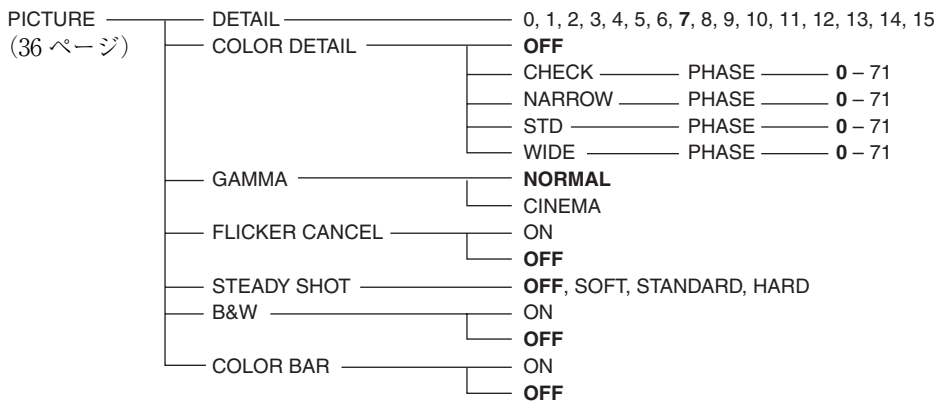 PICTURE DETAIL 0, 1, 2, 3, 4, 5, 6, 7, 8, 9, 10, 11, 12, 13, 14, 15
(36 ページ) COLOR DETAIL OFF
CHECK PHASE 0 – 71
NARROW PHASE 0 – 71
STD PHASE 0 – 71
WIDE PHASE 0 – 71
GAMMA NORMAL
CINEMA
FLICKER CANCEL ON
OFF
STEADY SHOT OFF, SOFT, STANDARD, HARD
B&W ON
OFF
COLOR BAR ON
OFF